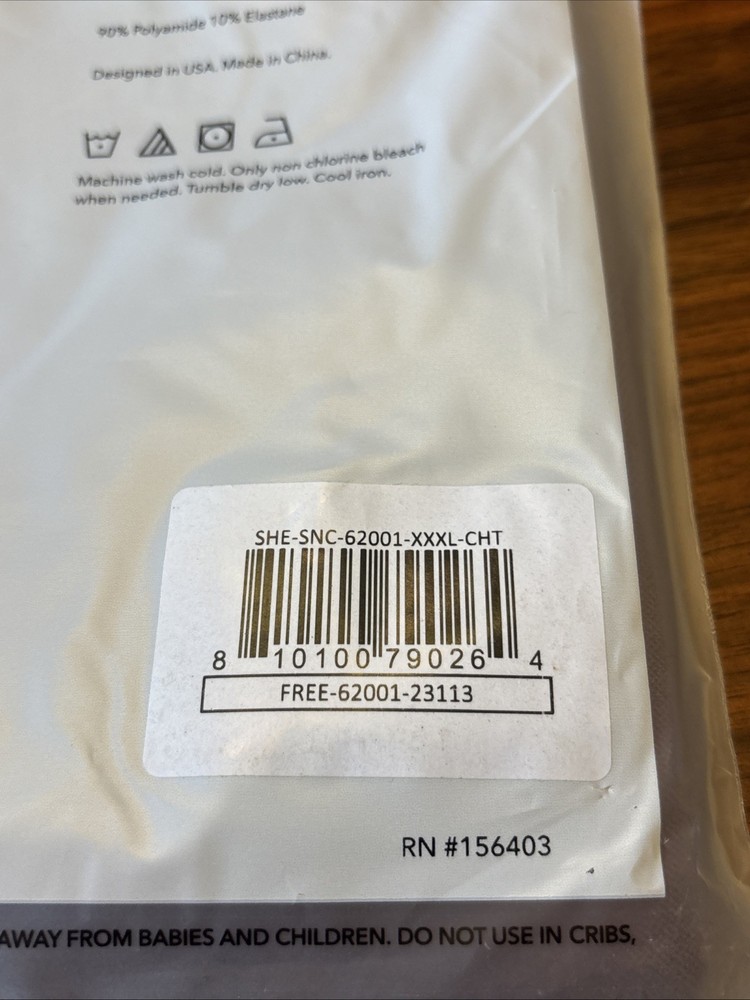 90% Polyamide 10% Elastane
Designed in USA. Made in China.
Machine wash cold. Only non chlorine bleach
when needed. Tumble dry low. Cool iron.
SHE-SNC-62001-XXXL-CHT
8 10100 79026 4
FREE-62001-23113
RN #156403
AWAY FROM BABIES AND CHILDREN. DO NOT USE IN CRIBS,